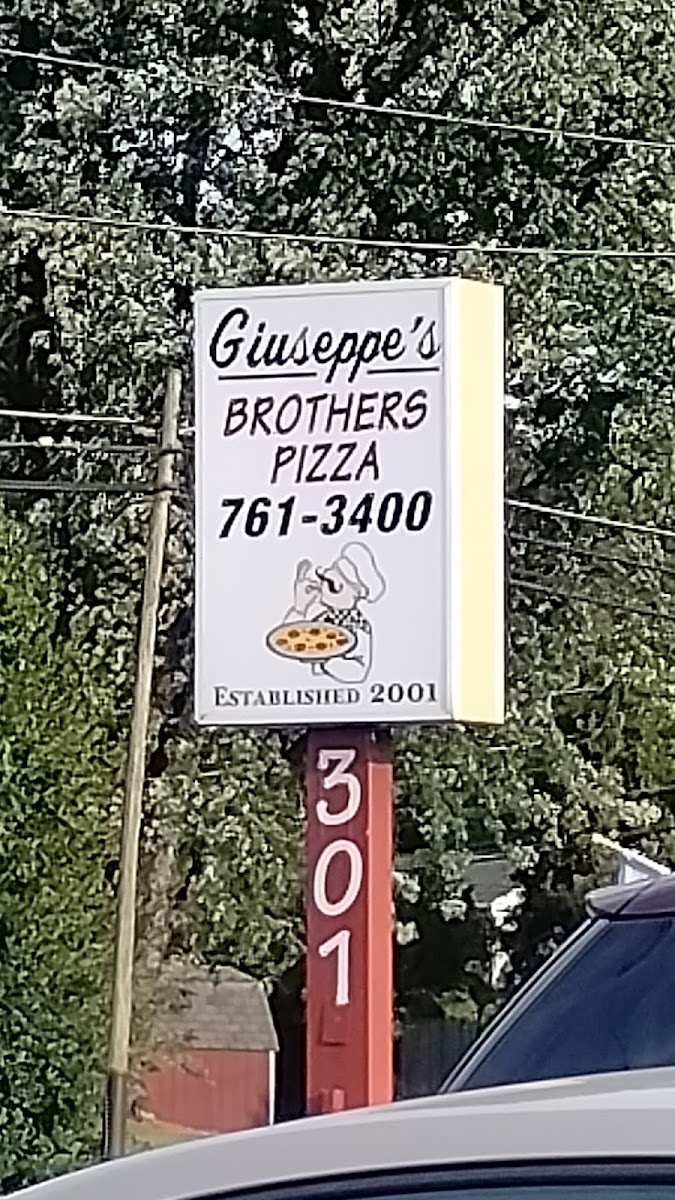 Giuseppe's
BROTHERS
PIZZA
761-3400
ESTABLISHED 2001
301